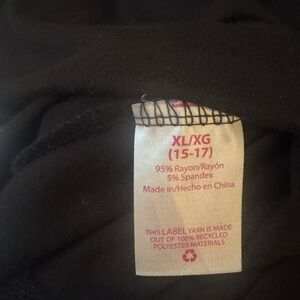 XL/XG
(15-17)
95% Rayon/Rayón
5% Spandex
Made in/Hecho en China
THIS LABEL YARN IS MADE
OUT OF 100% RECYCLED
POLYESTER MATERIALS